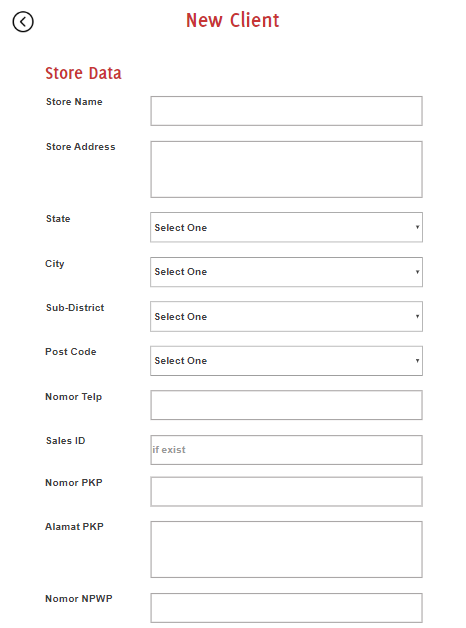 New Client
Store Data
Store Name
Store Address
State
Select One
City
Select One
Sub-District
Select One
Post Code
Select One
Nomor Telp
Sales ID
if exist
Nomor PKP
Alamat PKP
Nomor NPWP